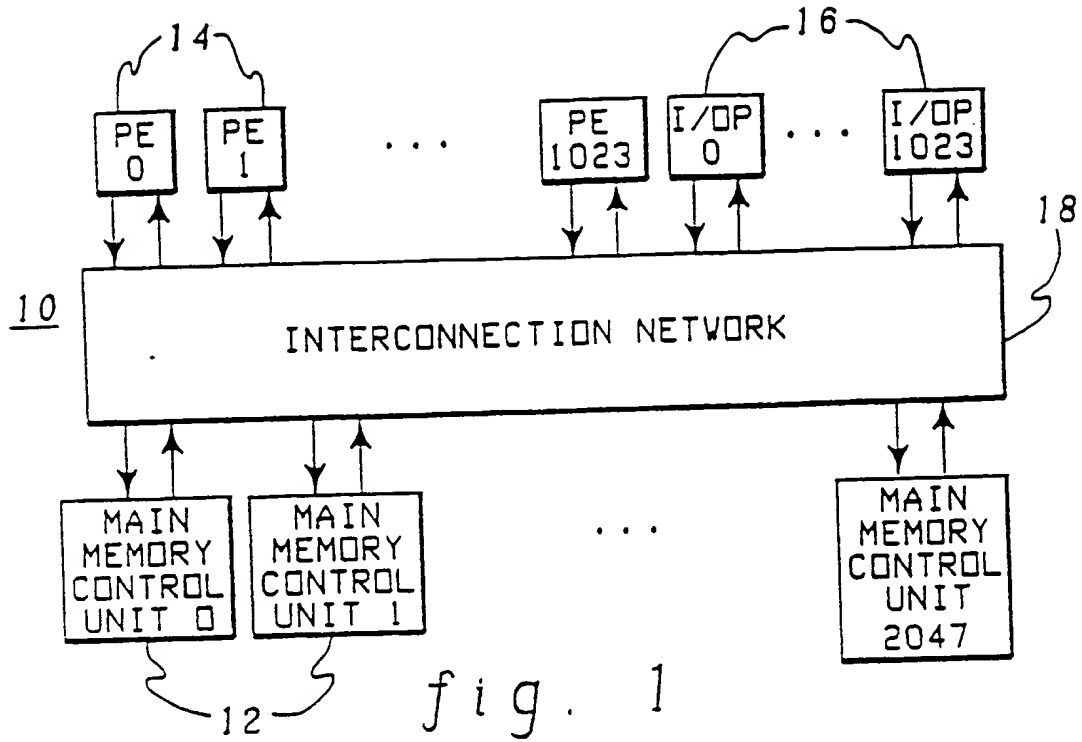 14
16
PE
0
PE
1
...
PE
1023
I/OP
0
...
I/OP
1023
18
10
INTERCONNECTION NETWORK
MAIN
MEMORY
CONTROL
UNIT 0
MAIN
MEMORY
CONTROL
UNIT 1
...
MAIN
MEMORY
CONTROL
UNIT
2047
12
fig. 1